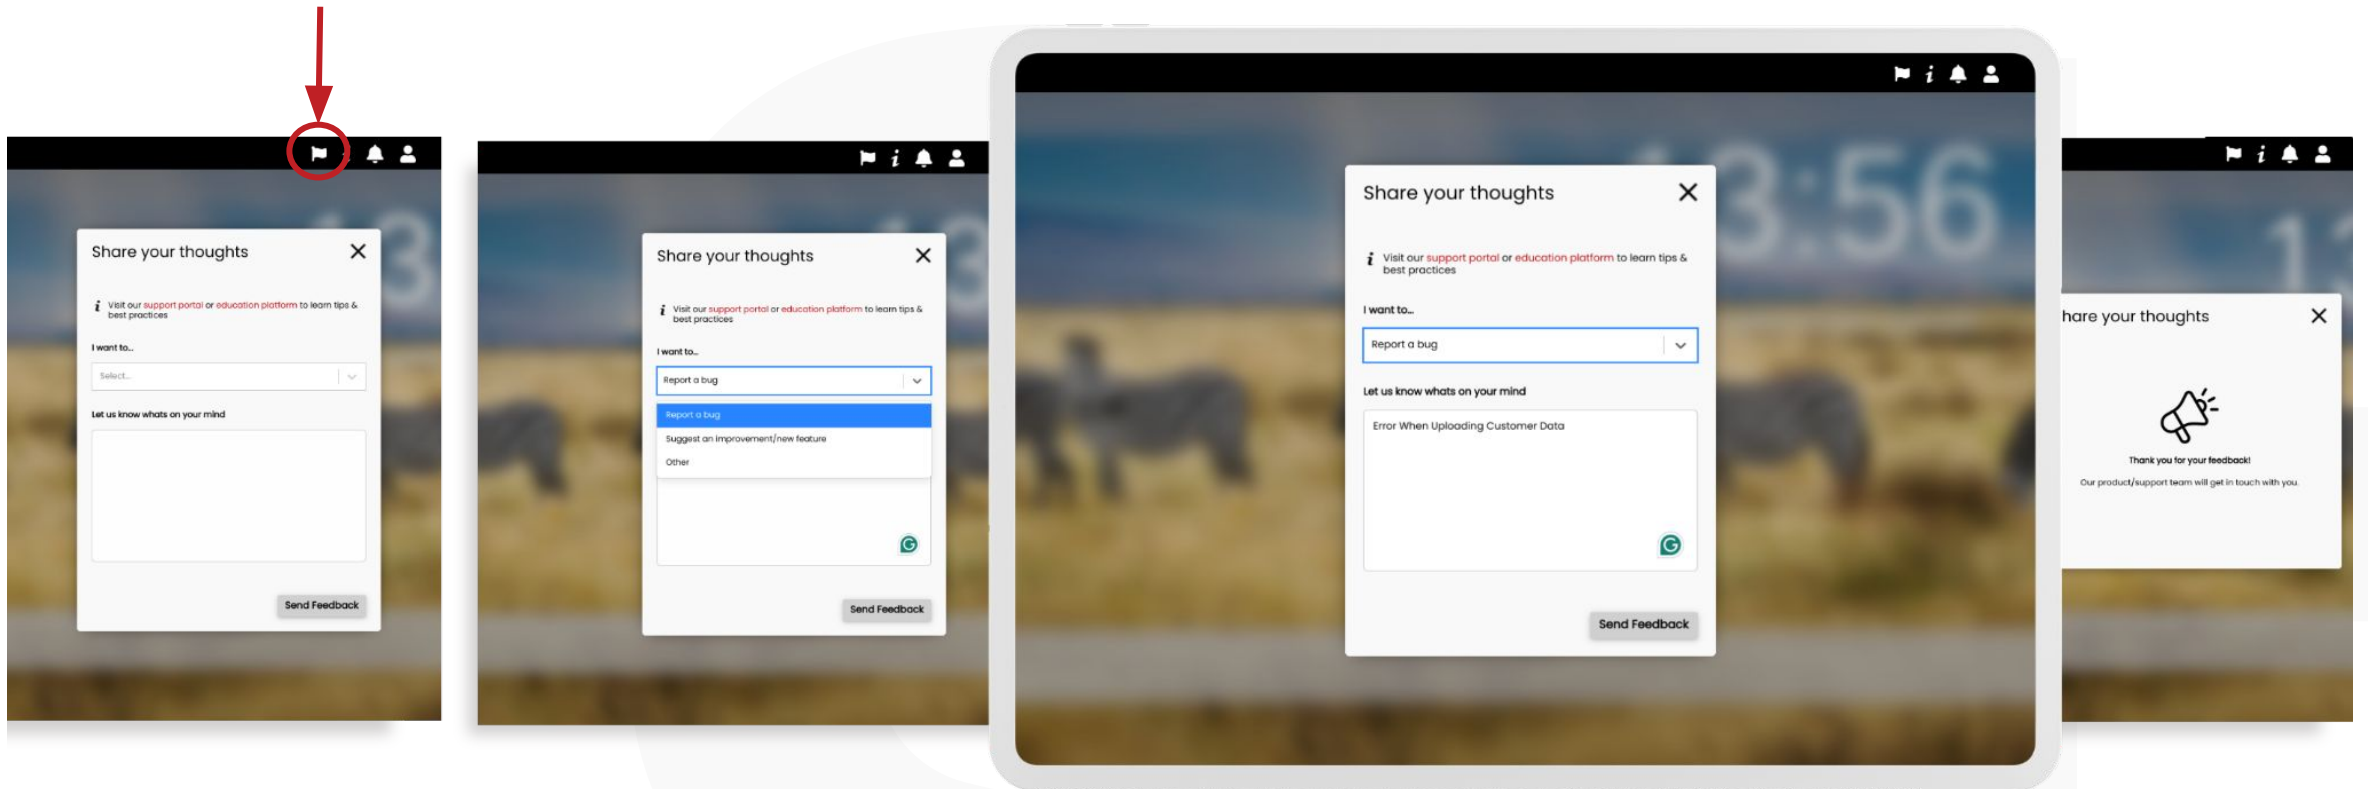 13
Share your thoughts
i Visit our support portal or education platform to learn tips &
best practices
I want to...
Select...
Let us know whats on your mind
Send Feedback
i
13
Share your thoughts
i Visit our support portal or education platform to learn tips &
best practices
I want to...
Report a bug
Report a bug
Suggest an improvement/new feature
Other
G
Send Feedback
i
13:56
Share your thoughts
i Visit our support portal or education platform to learn tips &
best practices
I want to...
Report a bug
Let us know whats on your mind
Error When Uploading Customer Data
G
Send Feedback
i
13
hare your thoughts
Thank you for your feedback!
Our product/support team will get in touch with you.